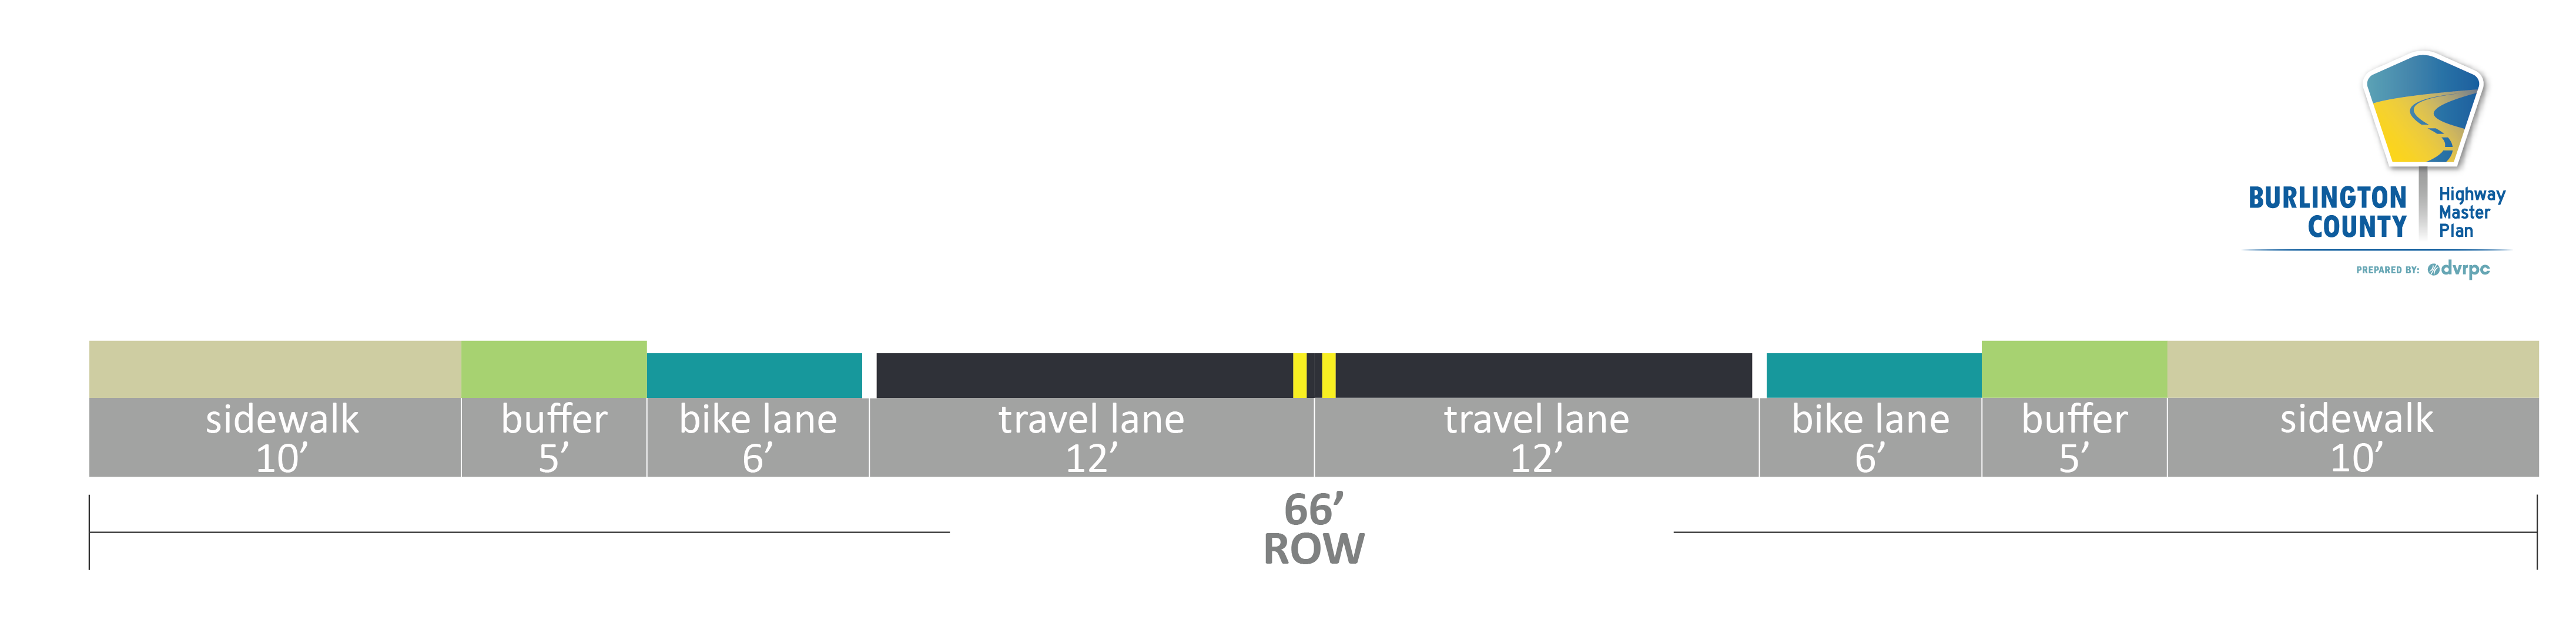 BURLINGTON
COUNTY
Highway
Master
Plan
PREPARED BY: dvrpc
sidewalk
10’
buffer
5’
bike lane
6’
travel lane
12’
travel lane
12’
bike lane
6’
buffer
5’
sidewalk
10’
66’
ROW